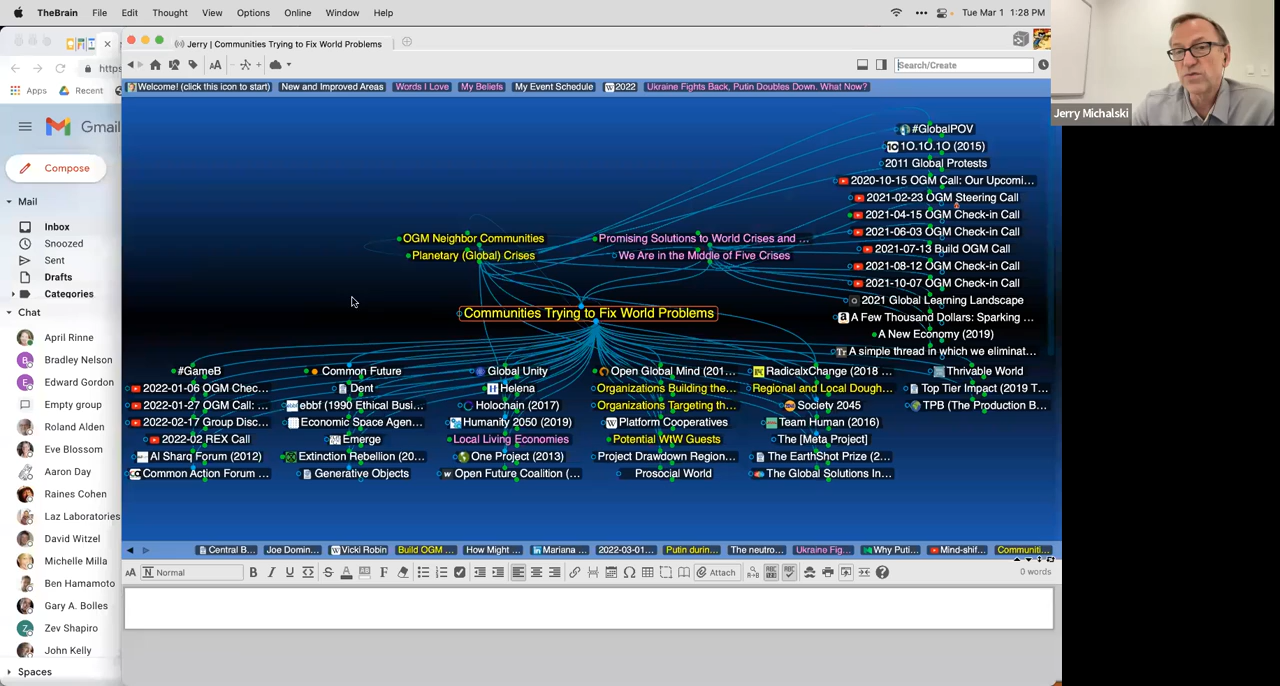 TheBrain File Edit Thought View Options Online Window Help Tue Mar 1 1:28 PM
Jerry | Communities Trying to Fix World Problems
https
AA Search/Create
Apps Recent
Welcome! (click this icon to start) New and Improved Areas Words I Love My Beliefs My Event Schedule 2022 Ukraine Fights Back, Putin Doubles Down. What Now?
Jerry Michalski
Gmail
Compose
Mail
Inbox
Snoozed
Sent
Drafts
Categories
Chat
April Rinne
Bradley Nelson
Edward Gordon
Empty group
Roland Alden
Eve Blossom
Aaron Day
Raines Cohen
Laz Laboratories
David Witzel
Michelle Milla
Ben Hamamoto
Gary A. Bolles
Zev Shapiro
John Kelly
Spaces
#GlobalPOV
1O.1O.1O (2015)
2011 Global Protests
2020-10-15 OGM Call: Our Upcomi...
2021-02-23 OGM Steering Call
2021-04-15 OGM Check-in Call
2021-06-03 OGM Check-in Call
2021-07-13 Build OGM Call
2021-08-12 OGM Check-in Call
2021-10-07 OGM Check-in Call
2021 Global Learning Landscape
A Few Thousand Dollars: Sparking ...
A New Economy (2019)
A simple thread in which we eliminat...
OGM Neighbor Communities
Planetary (Global) Crises
Promising Solutions to World Crises and ...
We Are in the Middle of Five Crises
Communities Trying to Fix World Problems
#GameB
2022-01-06 OGM Chec...
2022-01-27 OGM Call: ...
2022-02-17 Group Disc...
2022-02 REX Call
Al Sharq Forum (2012)
Common Action Forum ...
Common Future
Dent
ebbf (1990 Ethical Busi...
Economic Space Agen...
Emerge
Extinction Rebellion (20...
Generative Objects
Global Unity
Helena
Holochain (2017)
Humanity 2050 (2019)
Local Living Economies
One Project (2013)
Open Future Coalition (...
Open Global Mind (201...
Organizations Building the...
Organizations Targeting th...
Platform Cooperatives
Potential WtW Guests
Project Drawdown Region...
Prosocial World
RadicalxChange (2018 ...
Regional and Local Dough...
Society 2045
Team Human (2016)
The [Meta Project]
The EarthShot Prize (2...
The Global Solutions In...
Thrivable World
Top Tier Impact (2019 T...
TPB (The Production B...
Central B... Joe Domin... Vicki Robin Build OGM ... How Might ... Mariana ... 2022-03-01... Putin durin... The neutro... Ukraine Fig... Why Puti... Mind-shif... Communiti...
AA N Normal B I U S A F Attach 0 words